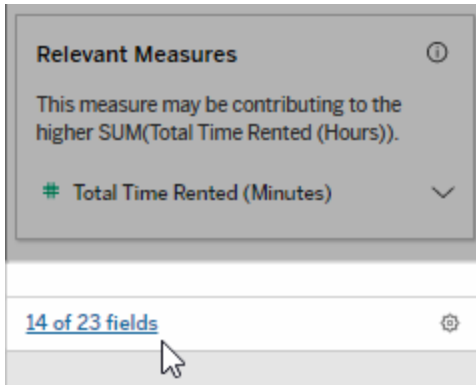 Relevant Measures
This measure may be contributing to the
higher SUM(Total Time Rented (Hours)).
# Total Time Rented (Minutes)
14 of 23 fields